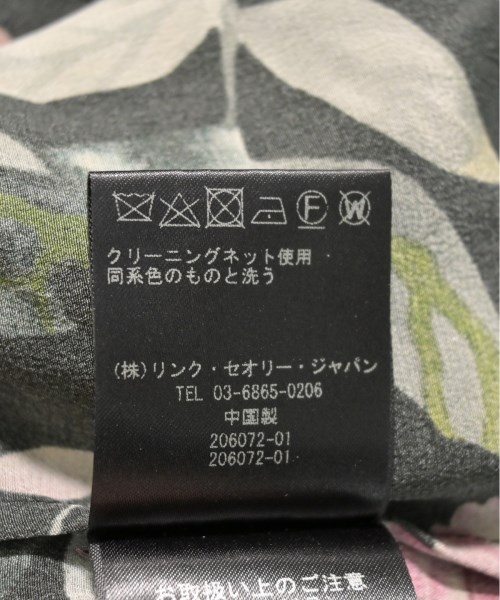 F W
クリーニングネット使用
同系色のものと洗う
(株)リンク・セオリー・ジャパン
TEL 03-6865-0206
中国製
206072-01
206072-01
お取扱い上のご注意